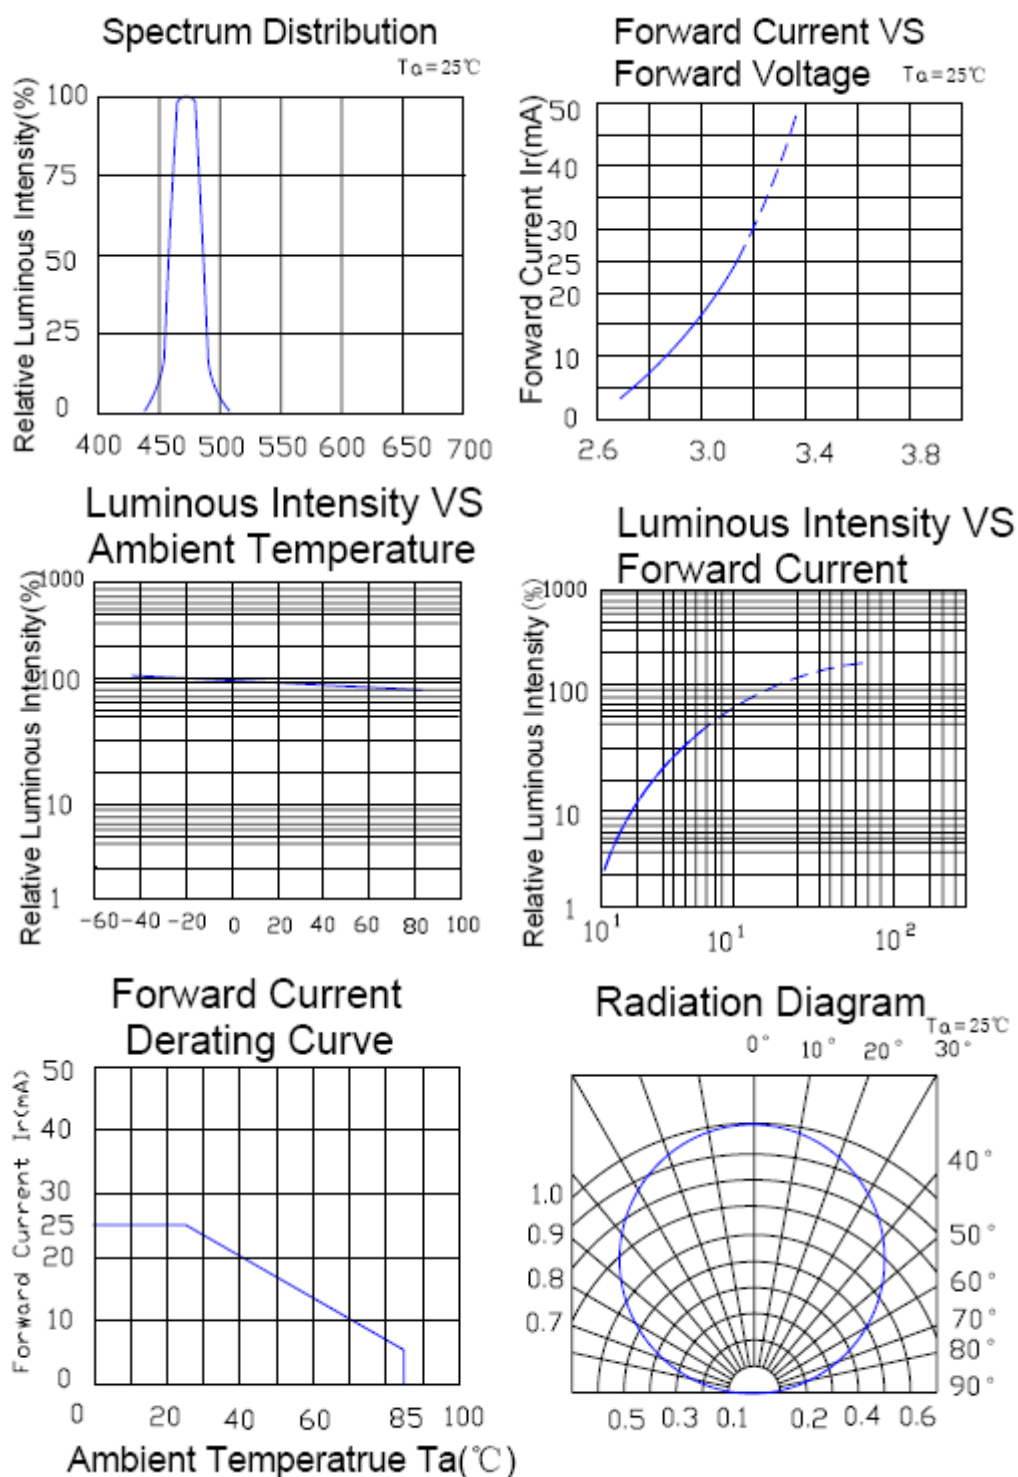 Spectrum Distribution
Ta=25℃
Relative Luminous Intensity(%)
100
75
50
25
0
400 450 500 550 600 650 700
Forward Current VS
Forward Voltage Ta=25℃
Forward Current Ir(mA)
50
40
30
25
20
10
0
2.6 3.0 3.4 3.8
Luminous Intensity VS
Ambient Temperature
Relative Luminous Intensity(%)
1000
100
10
1
-60 -40 -20 0 20 40 60 80 100
Luminous Intensity VS
Forward Current
Relative Luminous Intensity (%)
1000
100
10
1
10¹ 10¹ 10²
Forward Current
Derating Curve
Forward Current Ir(mA)
50
40
30
25
20
10
0
0 20 40 60 85 100
Ambient Temperatrue Ta(℃)
Radiation Diagram
Ta=25℃
0° 10° 20° 30°
40°
1.0
0.9 50°
0.8 60°
0.7 70°
80°
90°
0.5 0.3 0.1 0.2 0.4 0.6